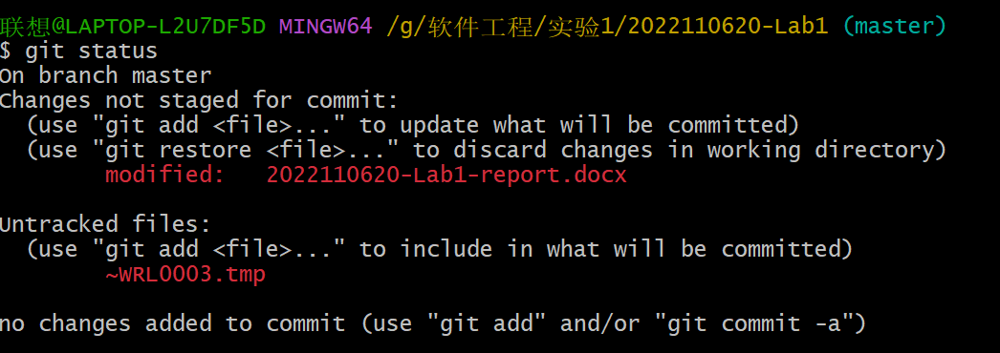 联想@LAPTOP-L2U7DF5D MINGW64 /g/软件工程/实验1/2022110620-Lab1 (master)
$ git status
On branch master
Changes not staged for commit:
  (use "git add <file>..." to update what will be committed)
  (use "git restore <file>..." to discard changes in working directory)
        modified:   2022110620-Lab1-report.docx

Untracked files:
  (use "git add <file>..." to include in what will be committed)
        ~WRL0003.tmp

no changes added to commit (use "git add" and/or "git commit -a")